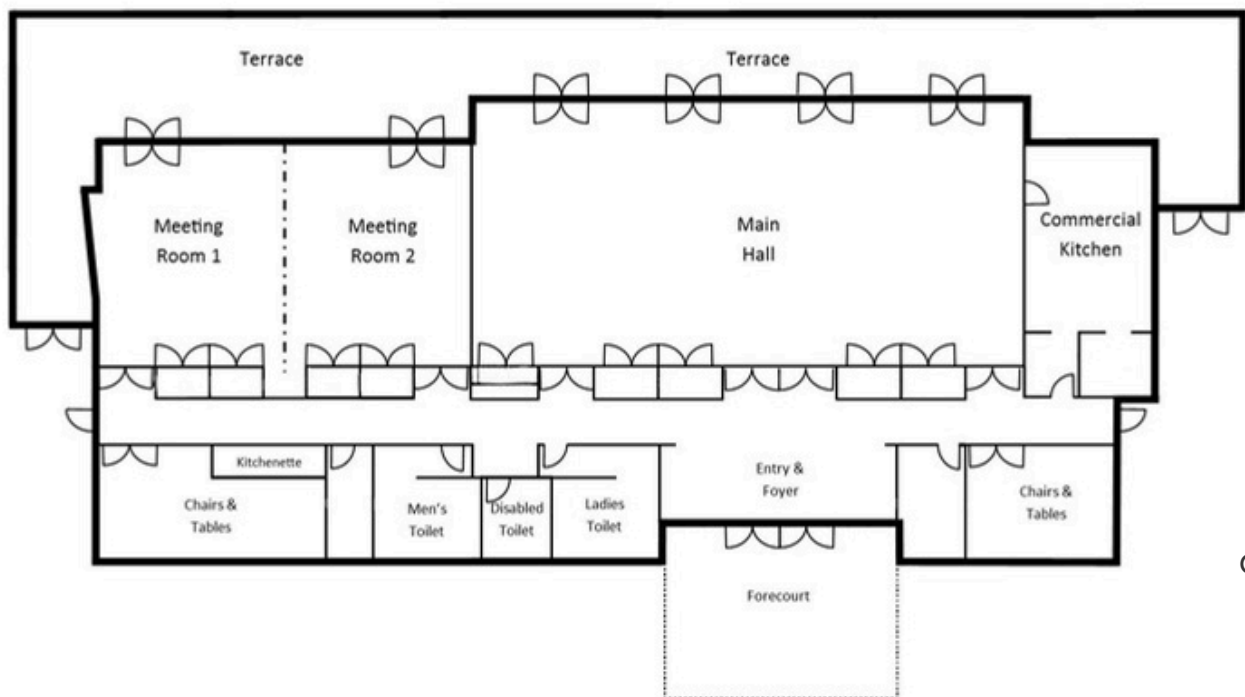 Terrace
Terrace
Meeting
Room 1
Meeting
Room 2
Main
Hall
Commercial
Kitchen
Kitchenette
Chairs &
Tables
Men's
Toilet
Disabled
Toilet
Ladies
Toilet
Entry &
Foyer
Chairs &
Tables
Forecourt